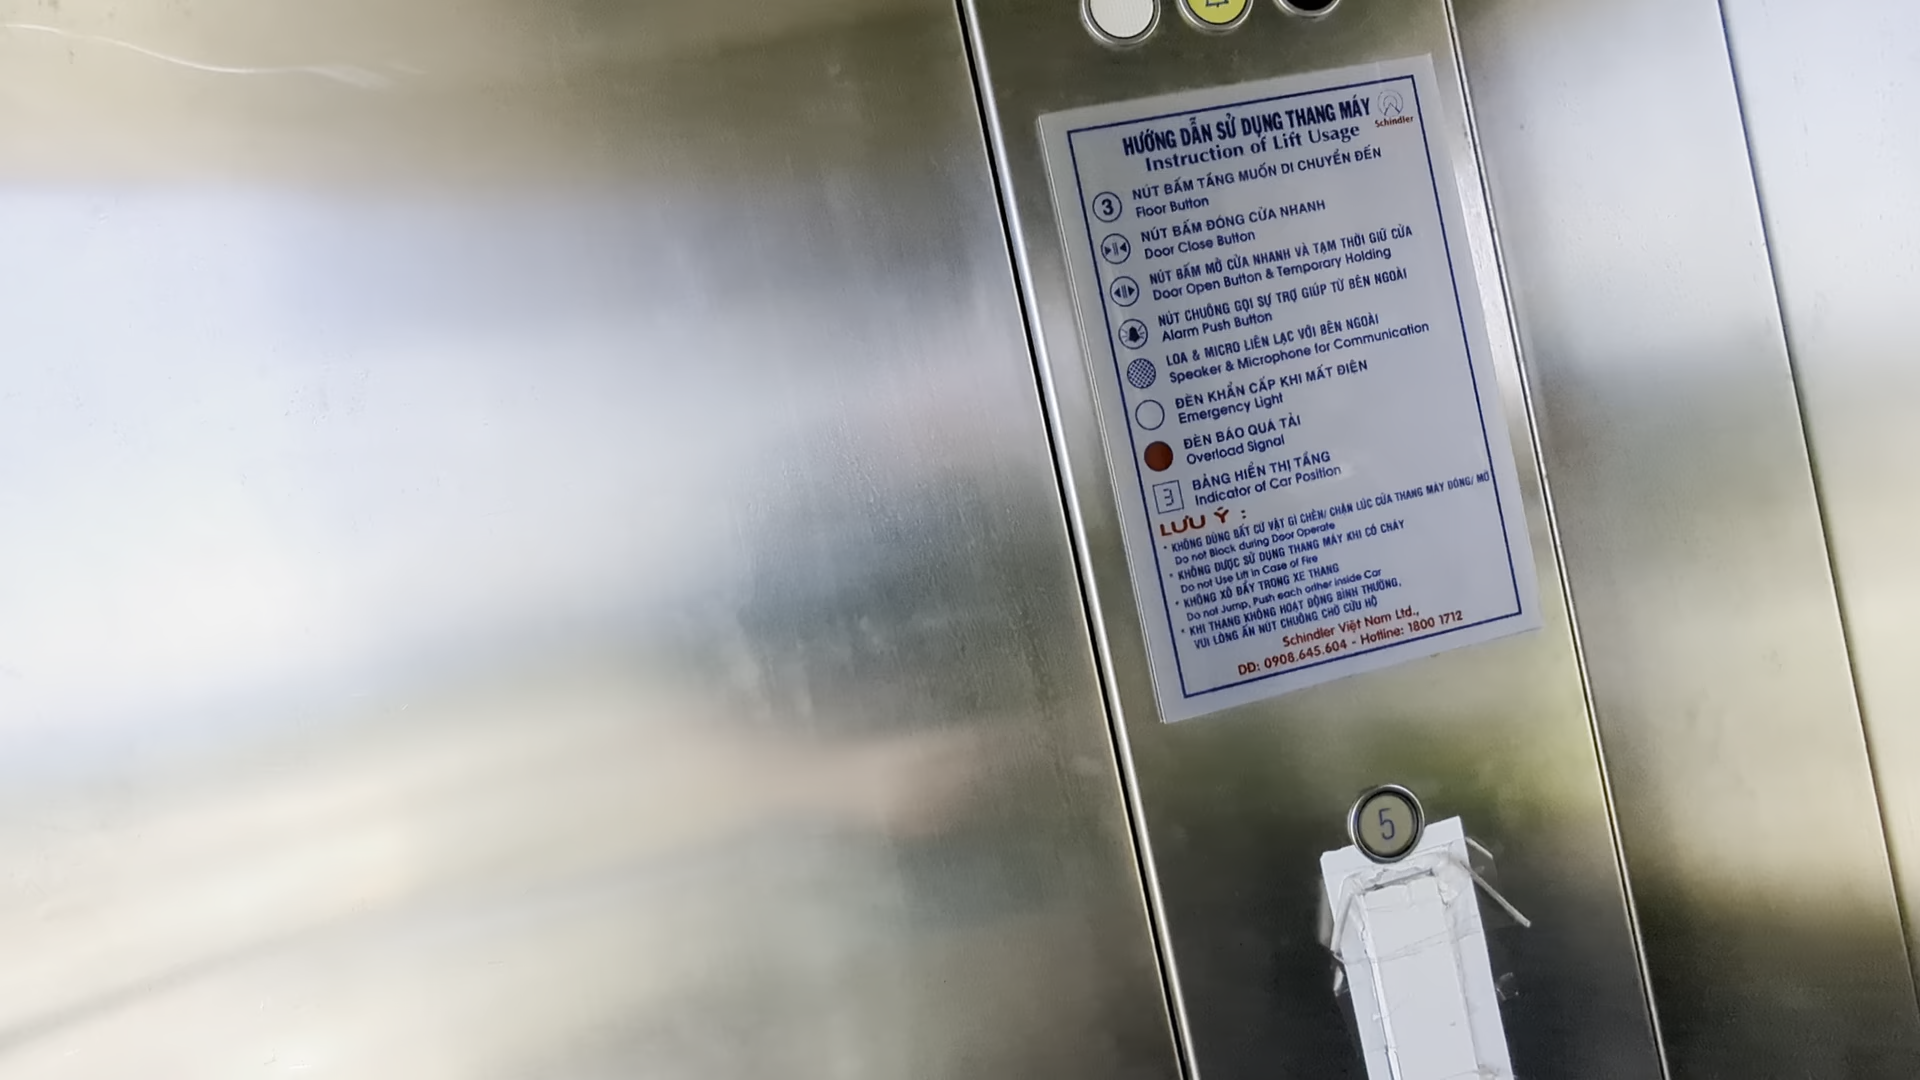 HƯỚNG DẪN SỬ DỤNG THANG MÁY
Schindler
Instruction of Lift Usage
3
NÚT BẤM TẦNG MUỐN DI CHUYỂN ĐẾN
Floor Button
NÚT BẤM ĐÓNG CỬA NHANH
Door Close Button
NÚT BẤM MỞ CỬA NHANH VÀ TẠM THỜI GIỮ CỬA
Door Open Button & Temporary Holding
NÚT CHUÔNG GỌI SỰ TRỢ GIÚP TỪ BÊN NGOÀI
Alarm Push Button
LOA & MICRO LIÊN LẠC VỚI BÊN NGOÀI
Speaker & Microphone for Communication
ĐÈN KHẨN CẤP KHI MẤT ĐIỆN
Emergency Light
ĐÈN BÁO QUÁ TẢI
Overload Signal
3
BẢNG HIỂN THỊ TẦNG
Indicator of Car Position
LƯU Ý :
* KHÔNG DÙNG BẤT CỨ VẬT GÌ CHÈN/ CHẶN LÚC CỬA THANG MÁY ĐÓNG/ MỞ
Do not Block during Door Operate
* KHÔNG ĐƯỢC SỬ DỤNG THANG MÁY KHI CÓ CHÁY
Do not Use Lift in Case of Fire
* KHÔNG XÔ ĐẨY TRONG XE THANG
Do not Jump, Push each orther inside Car
* KHI THANG KHÔNG HOẠT ĐỘNG BÌNH THƯỜNG,
VUI LÒNG ẤN NÚT CHUÔNG CHỜ CỨU HỘ
Schindler Việt Nam Ltd.,
DD: 0908.645.604 - Hotline: 1800 1712
5